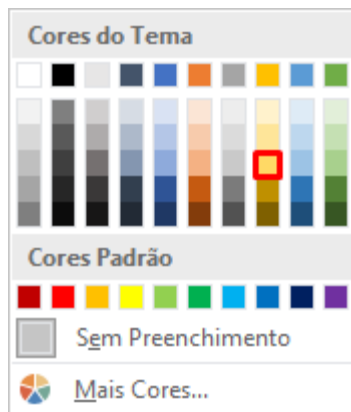 Cores do Tema
Cores Padrão
Sem Preenchimento
Mais Cores...